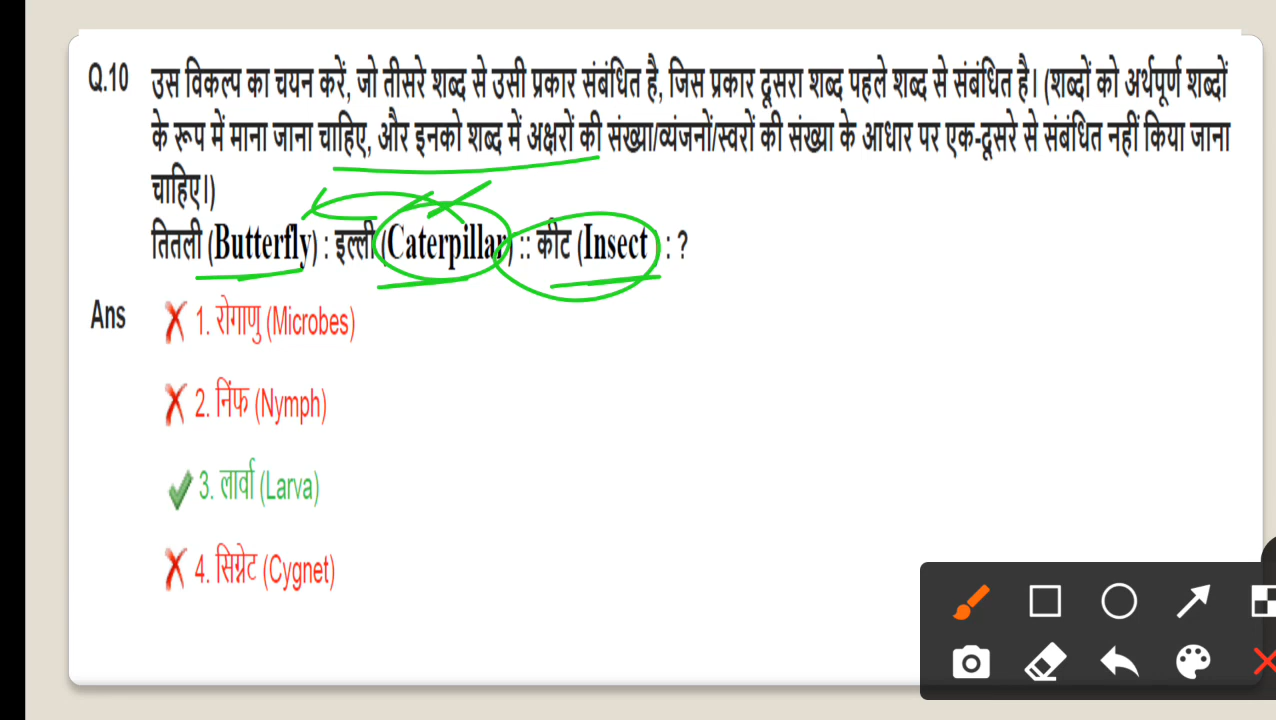 Q.10 उस विकल्प का चयन करें, जो तीसरे शब्द से उसी प्रकार संबंधित है, जिस प्रकार दूसरा शब्द पहले शब्द से संबंधित है। (शब्दों को अर्थपूर्ण शब्दों
के रूप में माना जाना चाहिए, और इनको शब्द में अक्षरों की संख्या/व्यंजनों/स्वरों की संख्या के आधार पर एक-दूसरे से संबंधित नहीं किया जाना
चाहिए।)
तितली (Butterfly) : इल्ली (Caterpillar) :: कीट (Insect ) : ?
Ans 1. रोगाणु (Microbes)
2. निंफ (Nymph)
3. लार्वा (Larva)
4. सिग्नेट (Cygnet)